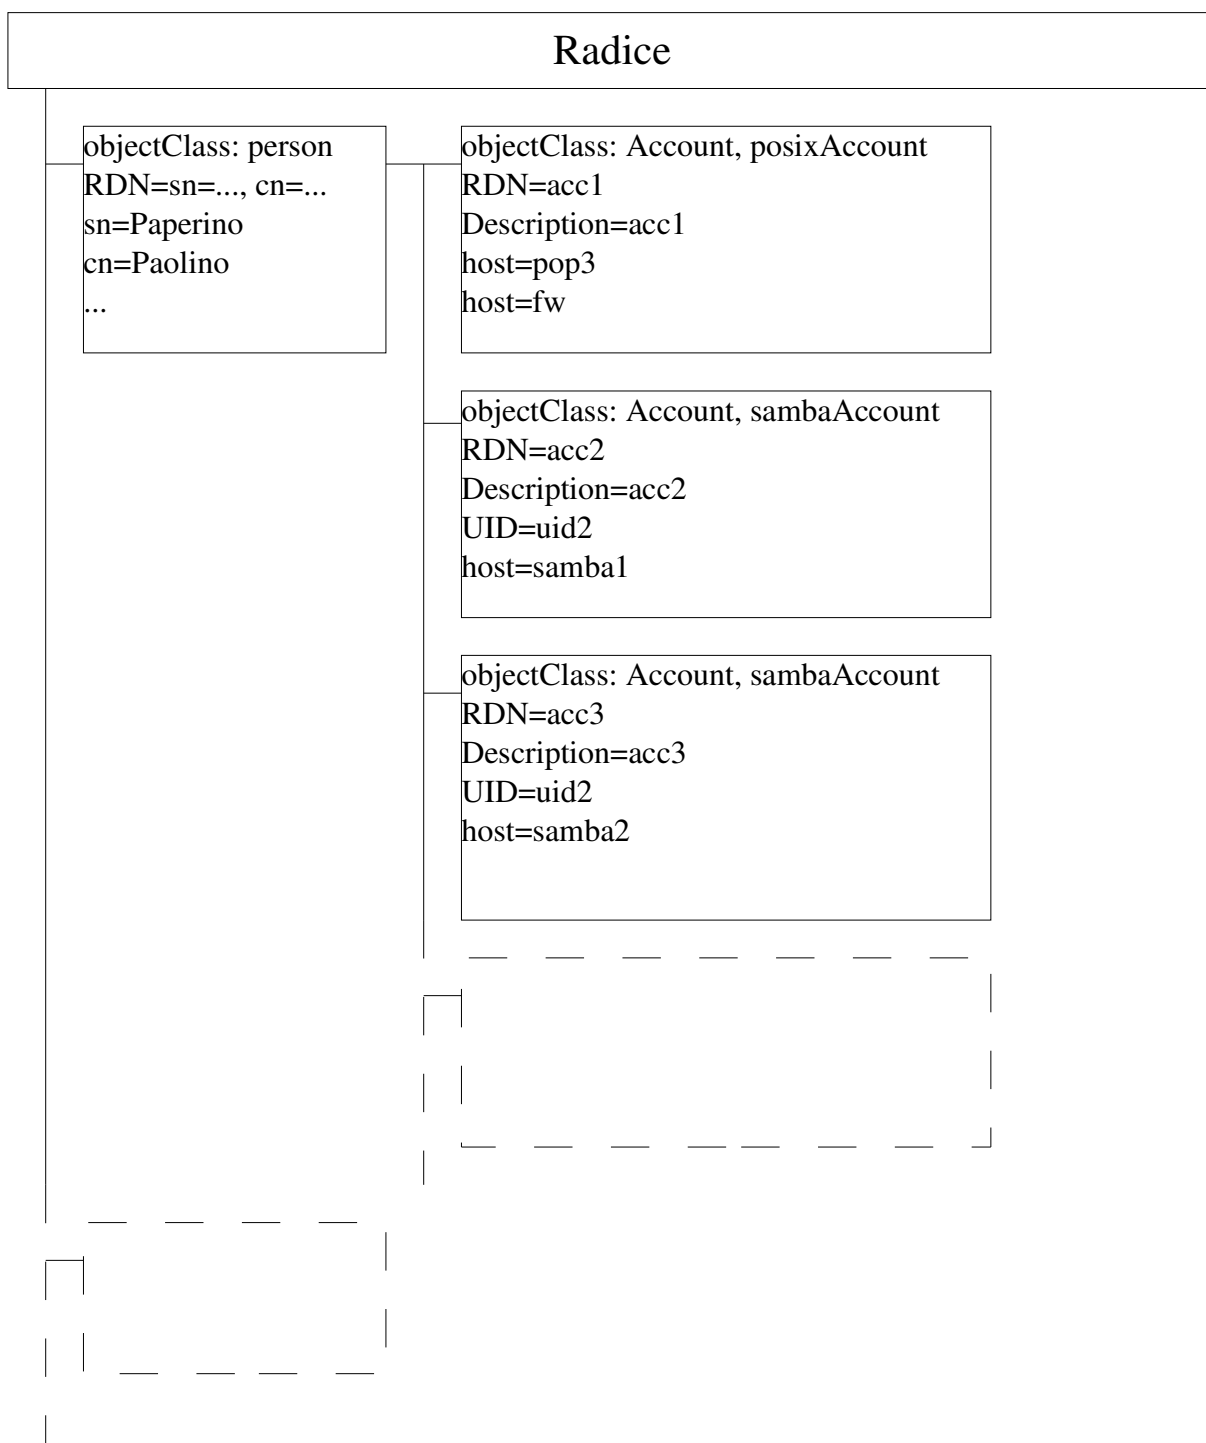 Radice
objectClass: person
RDN=sn=..., cn=...
sn=Paperino
cn=Paolino
...
objectClass: Account, posixAccount
RDN=acc1
Description=acc1
host=pop3
host=fw
objectClass: Account, sambaAccount
RDN=acc2
Description=acc2
UID=uid2
host=samba1
objectClass: Account, sambaAccount
RDN=acc3
Description=acc3
UID=uid2
host=samba2